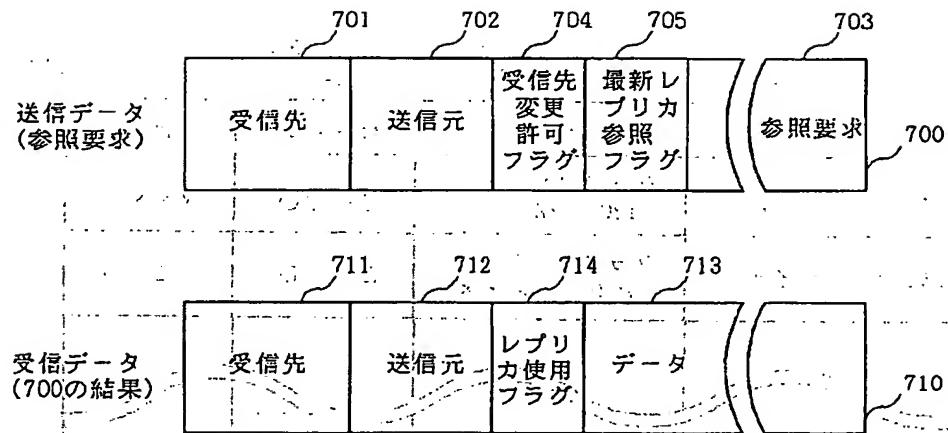 701
702
704
705
703
送信データ
(参照要求)
受信先
送信元
受信先
変更
許可
フラグ
最新レ
プリカ
参照
フラグ
参照要求
700
711
712
714
713
受信データ
(700の結果)
受信先
送信元
レプリ
カ使用
フラグ
データ
710